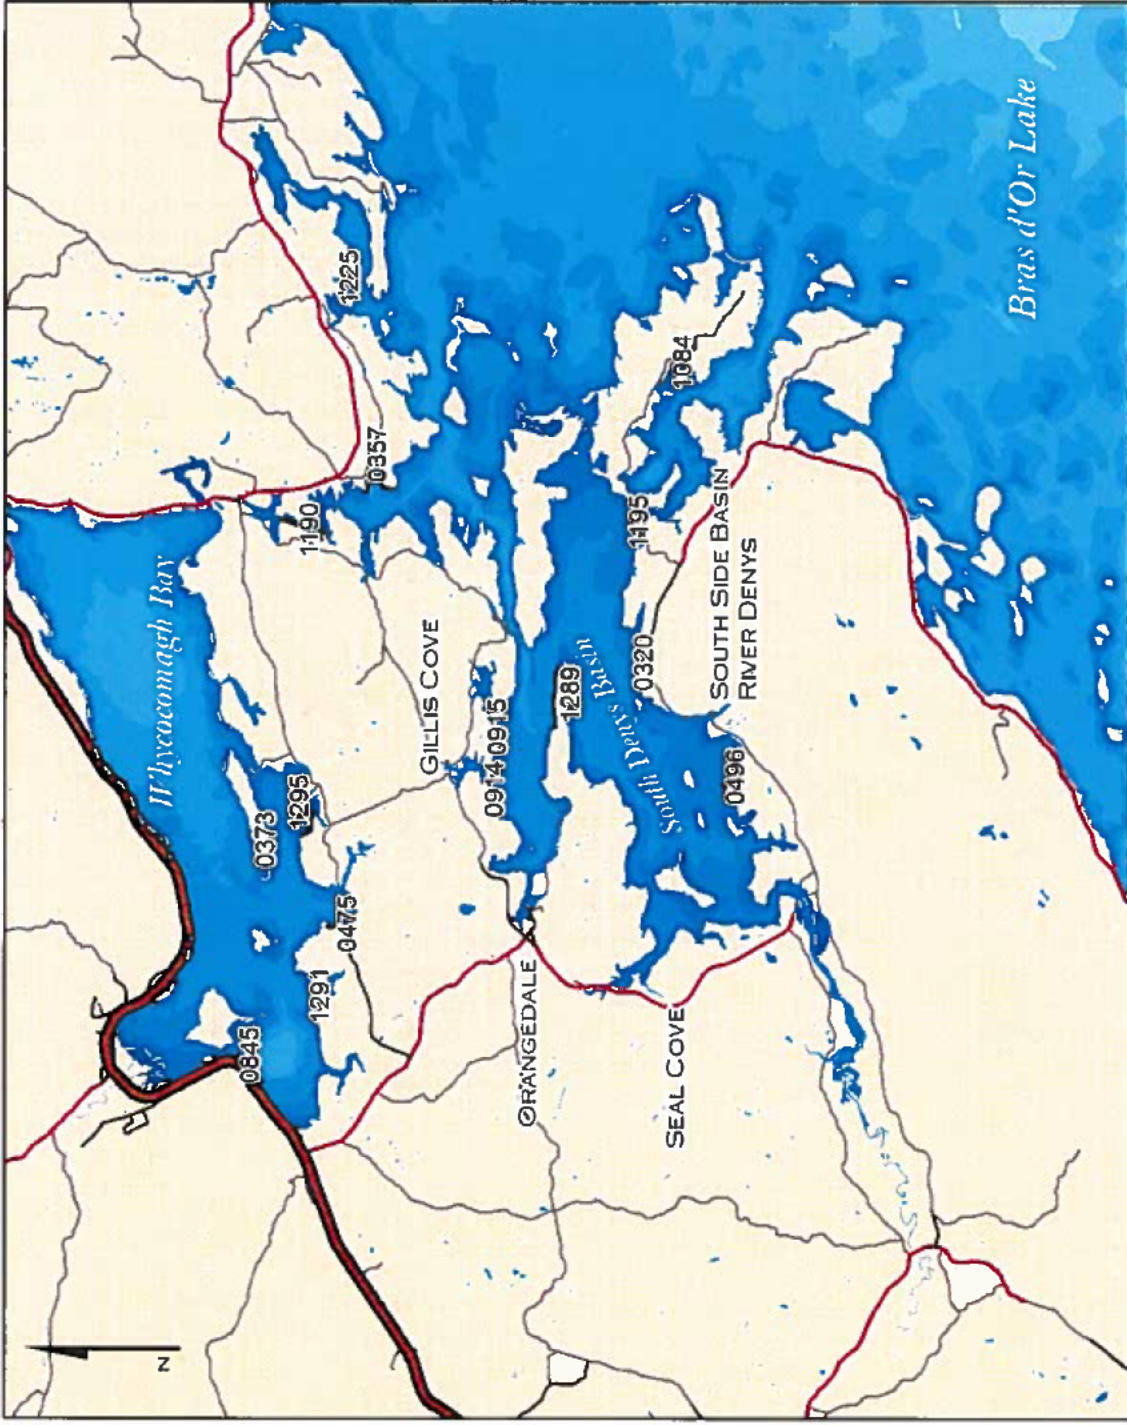 N
Whycocomagh Bay
0845
0373
1295
1190
1291
0475
1225
0357
GILLIS COVE
0914 0915
ORANGEDALE
1289
South Denys Basin
1195
0320
SEAL COVE
1084
SOUTH SIDE BASIN
RIVER DENYS
0496
Bras d'Or Lake